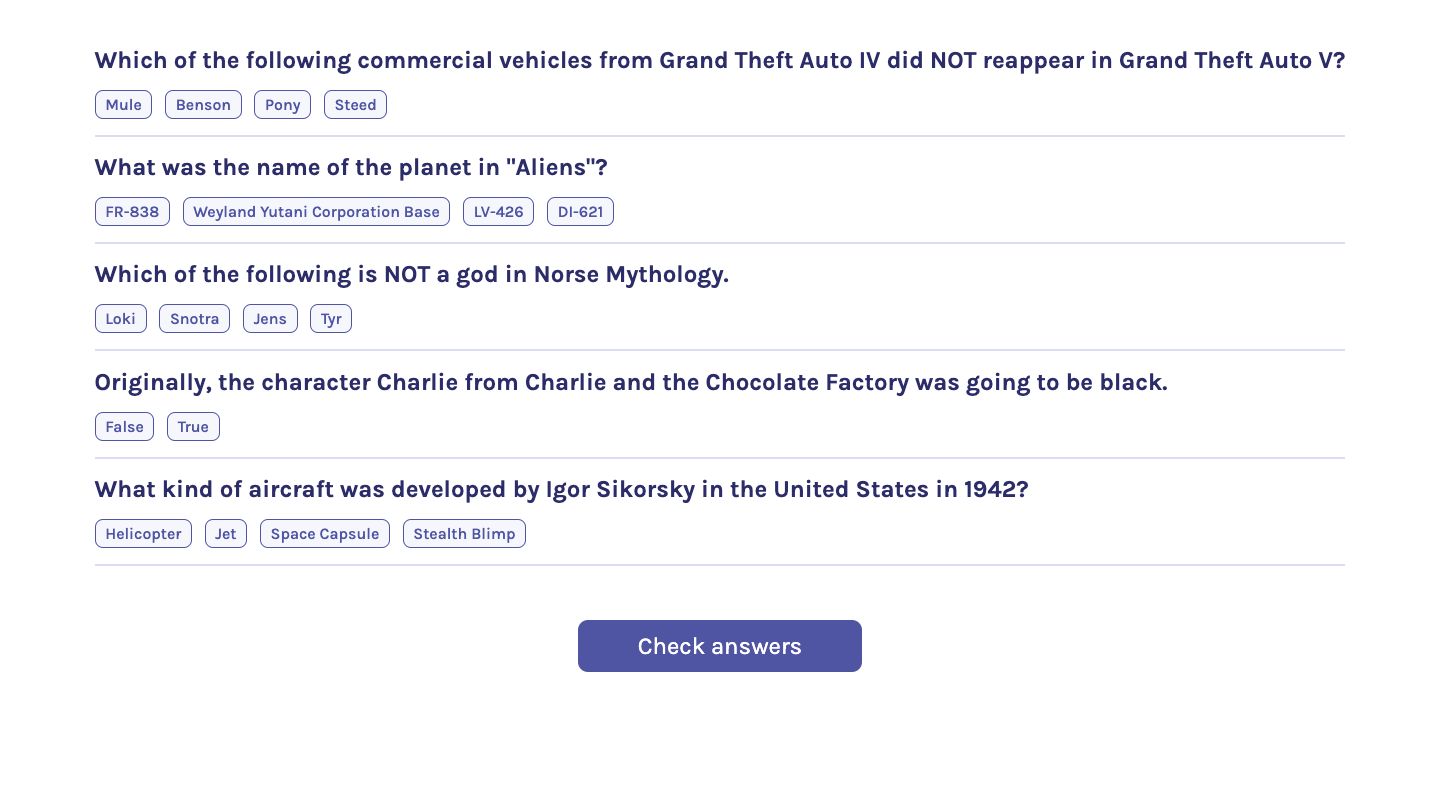 Which of the following commercial vehicles from Grand Theft Auto IV did NOT reappear in Grand Theft Auto V?
Mule Benson Pony Steed
What was the name of the planet in "Aliens"?
FR-838 Weyland Yutani Corporation Base LV-426 DI-621
Which of the following is NOT a god in Norse Mythology.
Loki Snotra Jens Tyr
Originally, the character Charlie from Charlie and the Chocolate Factory was going to be black.
False True
What kind of aircraft was developed by Igor Sikorsky in the United States in 1942?
Helicopter Jet Space Capsule Stealth Blimp
Check answers